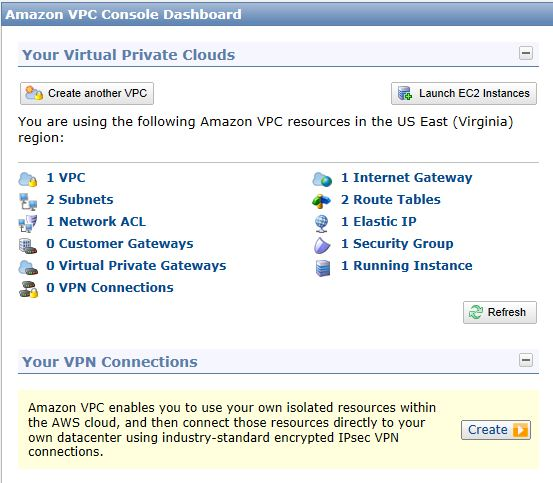 Amazon VPC Console Dashboard
Your Virtual Private Clouds
Create another VPC
Launch EC2 Instances
You are using the following Amazon VPC resources in the US East (Virginia)
region:
1 VPC
1 Internet Gateway
2 Subnets
2 Route Tables
1 Network ACL
1 Elastic IP
0 Customer Gateways
1 Security Group
0 Virtual Private Gateways
1 Running Instance
0 VPN Connections
Refresh
Your VPN Connections
Amazon VPC enables you to use your own isolated resources within
the AWS cloud, and then connect those resources directly to your
own datacenter using industry-standard encrypted IPsec VPN
connections.
Create